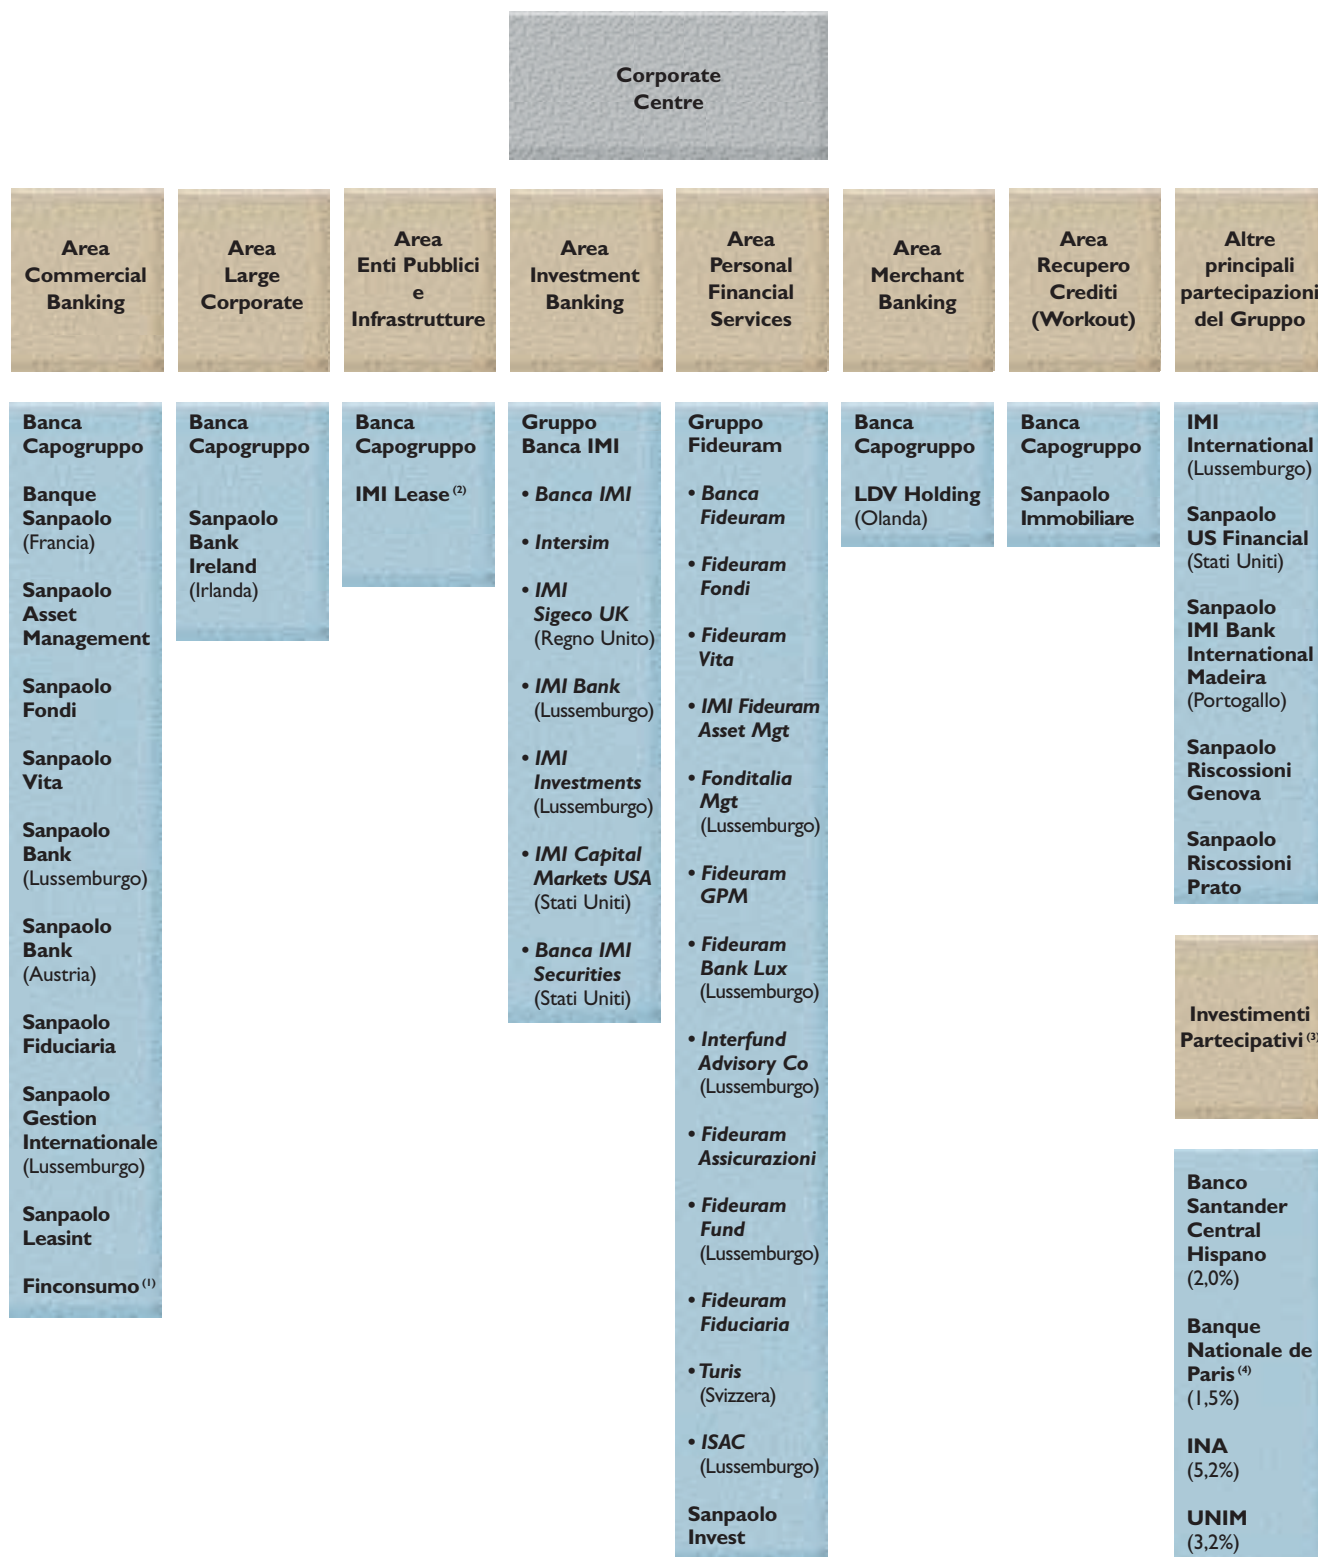 Corporate
Centre
Area
Commercial
Banking
Area
Large
Corporate
Area
Enti Pubblici
e
Infrastrutture
Area
Investment
Banking
Area
Personal
Financial
Services
Area
Merchant
Banking
Area
Recupero
Crediti
(Workout)
Altre
principali
partecipazioni
del Gruppo
Banca
Capogruppo
Banque
Sanpaolo
(Francia)
Sanpaolo
Asset
Management
Sanpaolo
Fondi
Sanpaolo
Vita
Sanpaolo
Bank
(Lussemburgo)
Sanpaolo
Bank
(Austria)
Sanpaolo
Fiduciaria
Sanpaolo
Gestion
Internationale
(Lussemburgo)
Sanpaolo
Leasint
Finconsumo (1)
Banca
Capogruppo
Sanpaolo
Bank
Ireland
(Irlanda)
Banca
Capogruppo
IMI Lease (2)
Gruppo
Banca IMI
• Banca IMI
• Intersim
• IMI
Sigeco UK
(Regno Unito)
• IMI Bank
(Lussemburgo)
• IMI
Investments
(Lussemburgo)
• IMI Capital
Markets USA
(Stati Uniti)
• Banca IMI
Securities
(Stati Uniti)
Gruppo
Fideuram
• Banca
Fideuram
• Fideuram
Fondi
• Fideuram
Vita
• IMI Fideuram
Asset Mgt
• Fonditalia
Mgt
(Lussemburgo)
• Fideuram
GPM
• Fideuram
Bank Lux
(Lussemburgo)
• Interfund
Advisory Co
(Lussemburgo)
• Fideuram
Assicurazioni
• Fideuram
Fund
(Lussemburgo)
• Fideuram
Fiduciaria
• Turis
(Svizzera)
• ISAC
(Lussemburgo)
Sanpaolo
Invest
Banca
Capogruppo
LDV Holding
(Olanda)
Banca
Capogruppo
Sanpaolo
Immobiliare
IMI
International
(Lussemburgo)
Sanpaolo
US Financial
(Stati Uniti)
Sanpaolo
IMI Bank
International
Madeira
(Portogallo)
Sanpaolo
Riscossioni
Genova
Sanpaolo
Riscossioni
Prato
Investimenti
Partecipativi (3)
Banco
Santander
Central
Hispano
(2,0%)
Banque
Nationale de
Paris (4)
(1,5%)
INA
(5,2%)
UNIM
(3,2%)